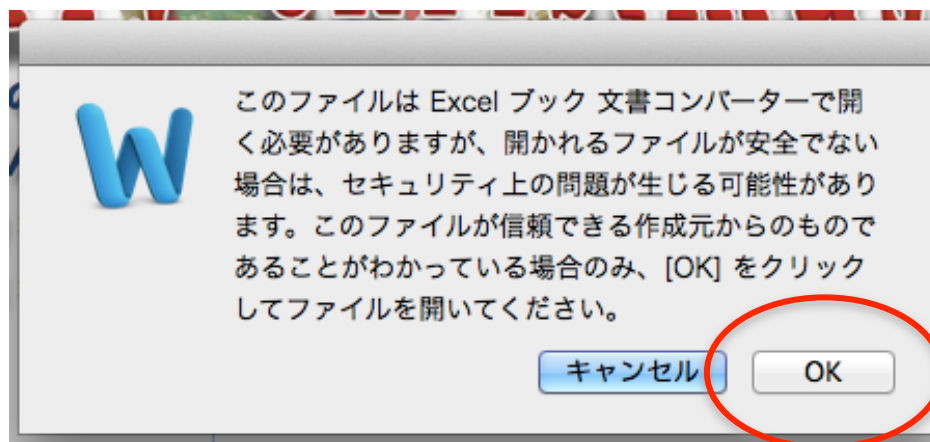 このファイルは Excel ブック 文書コンバーターで開
く必要がありますが、開かれるファイルが安全でない
場合は、セキュリティ上の問題が生じる可能性があり
ます。このファイルが信頼できる作成元からのもので
あることがわかっている場合のみ、[OK] をクリック
してファイルを開いてください。
キャンセル
OK